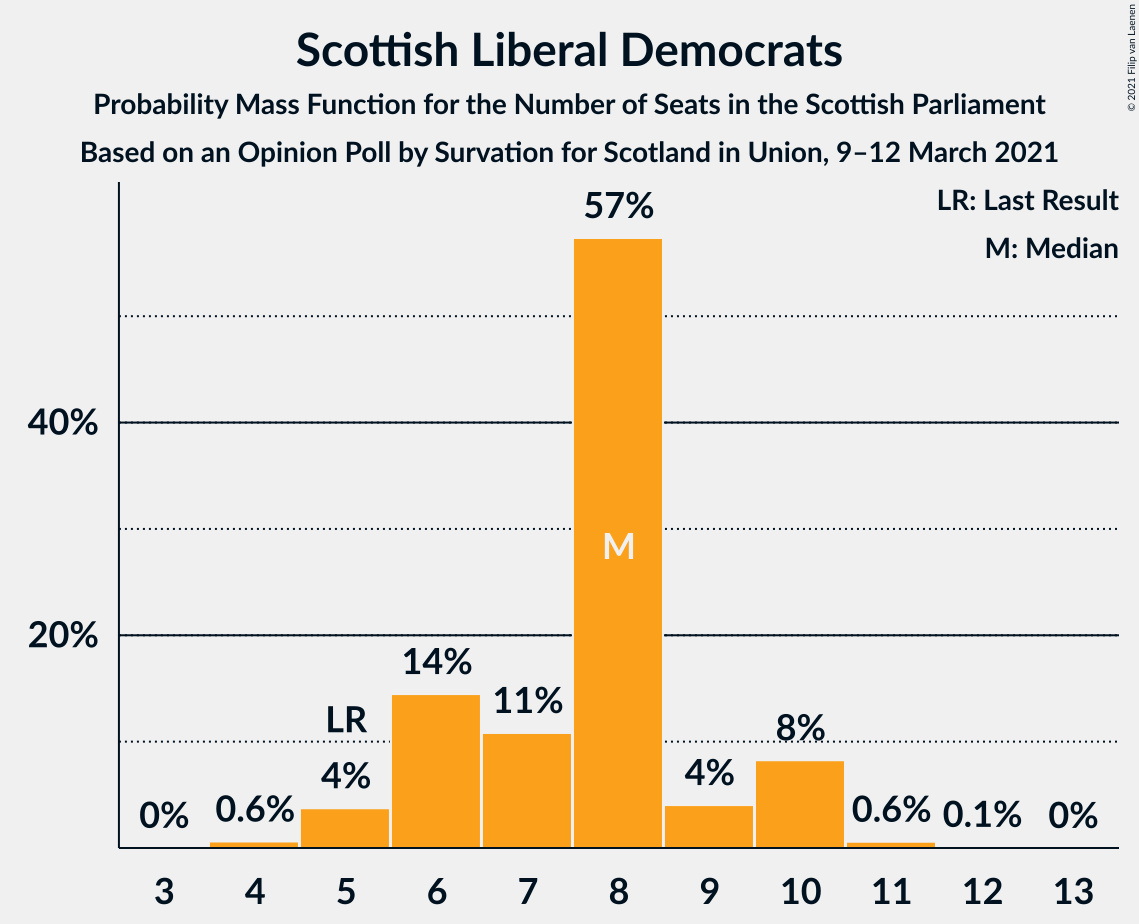 Scottish Liberal Democrats
Probability Mass Function for the Number of Seats in the Scottish Parliament
Based on an Opinion Poll by Survation for Scotland in Union, 9–12 March 2021
© 2021 Filip van Laenen
LR: Last Result
M: Median
57%
40%
M
20%
14%
11%
LR
8%
4%
4%
0%
0.6%
0.6%
0.1%
0%
3 4 5 6 7 8 9 10 11 12 13